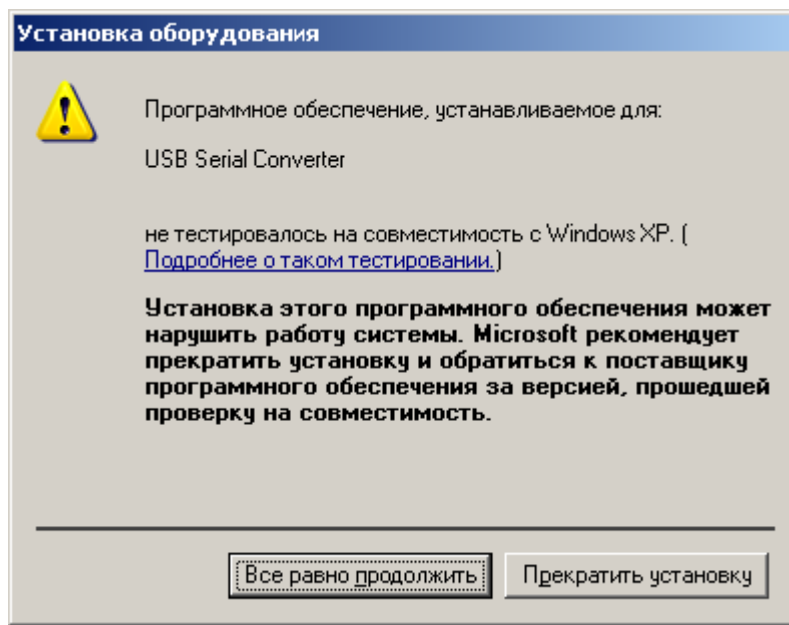 Установка оборудования
Программное обеспечение, устанавливаемое для:
USB Serial Converter
не тестировалось на совместимость с Windows XP. (
Подробнее о таком тестировании.)
Установка этого программного обеспечения может
нарушить работу системы. Microsoft рекомендует
прекратить установку и обратиться к поставщику
программного обеспечения за версией, прошедшей
проверку на совместимость.
Все равно продолжить
Прекратить установку